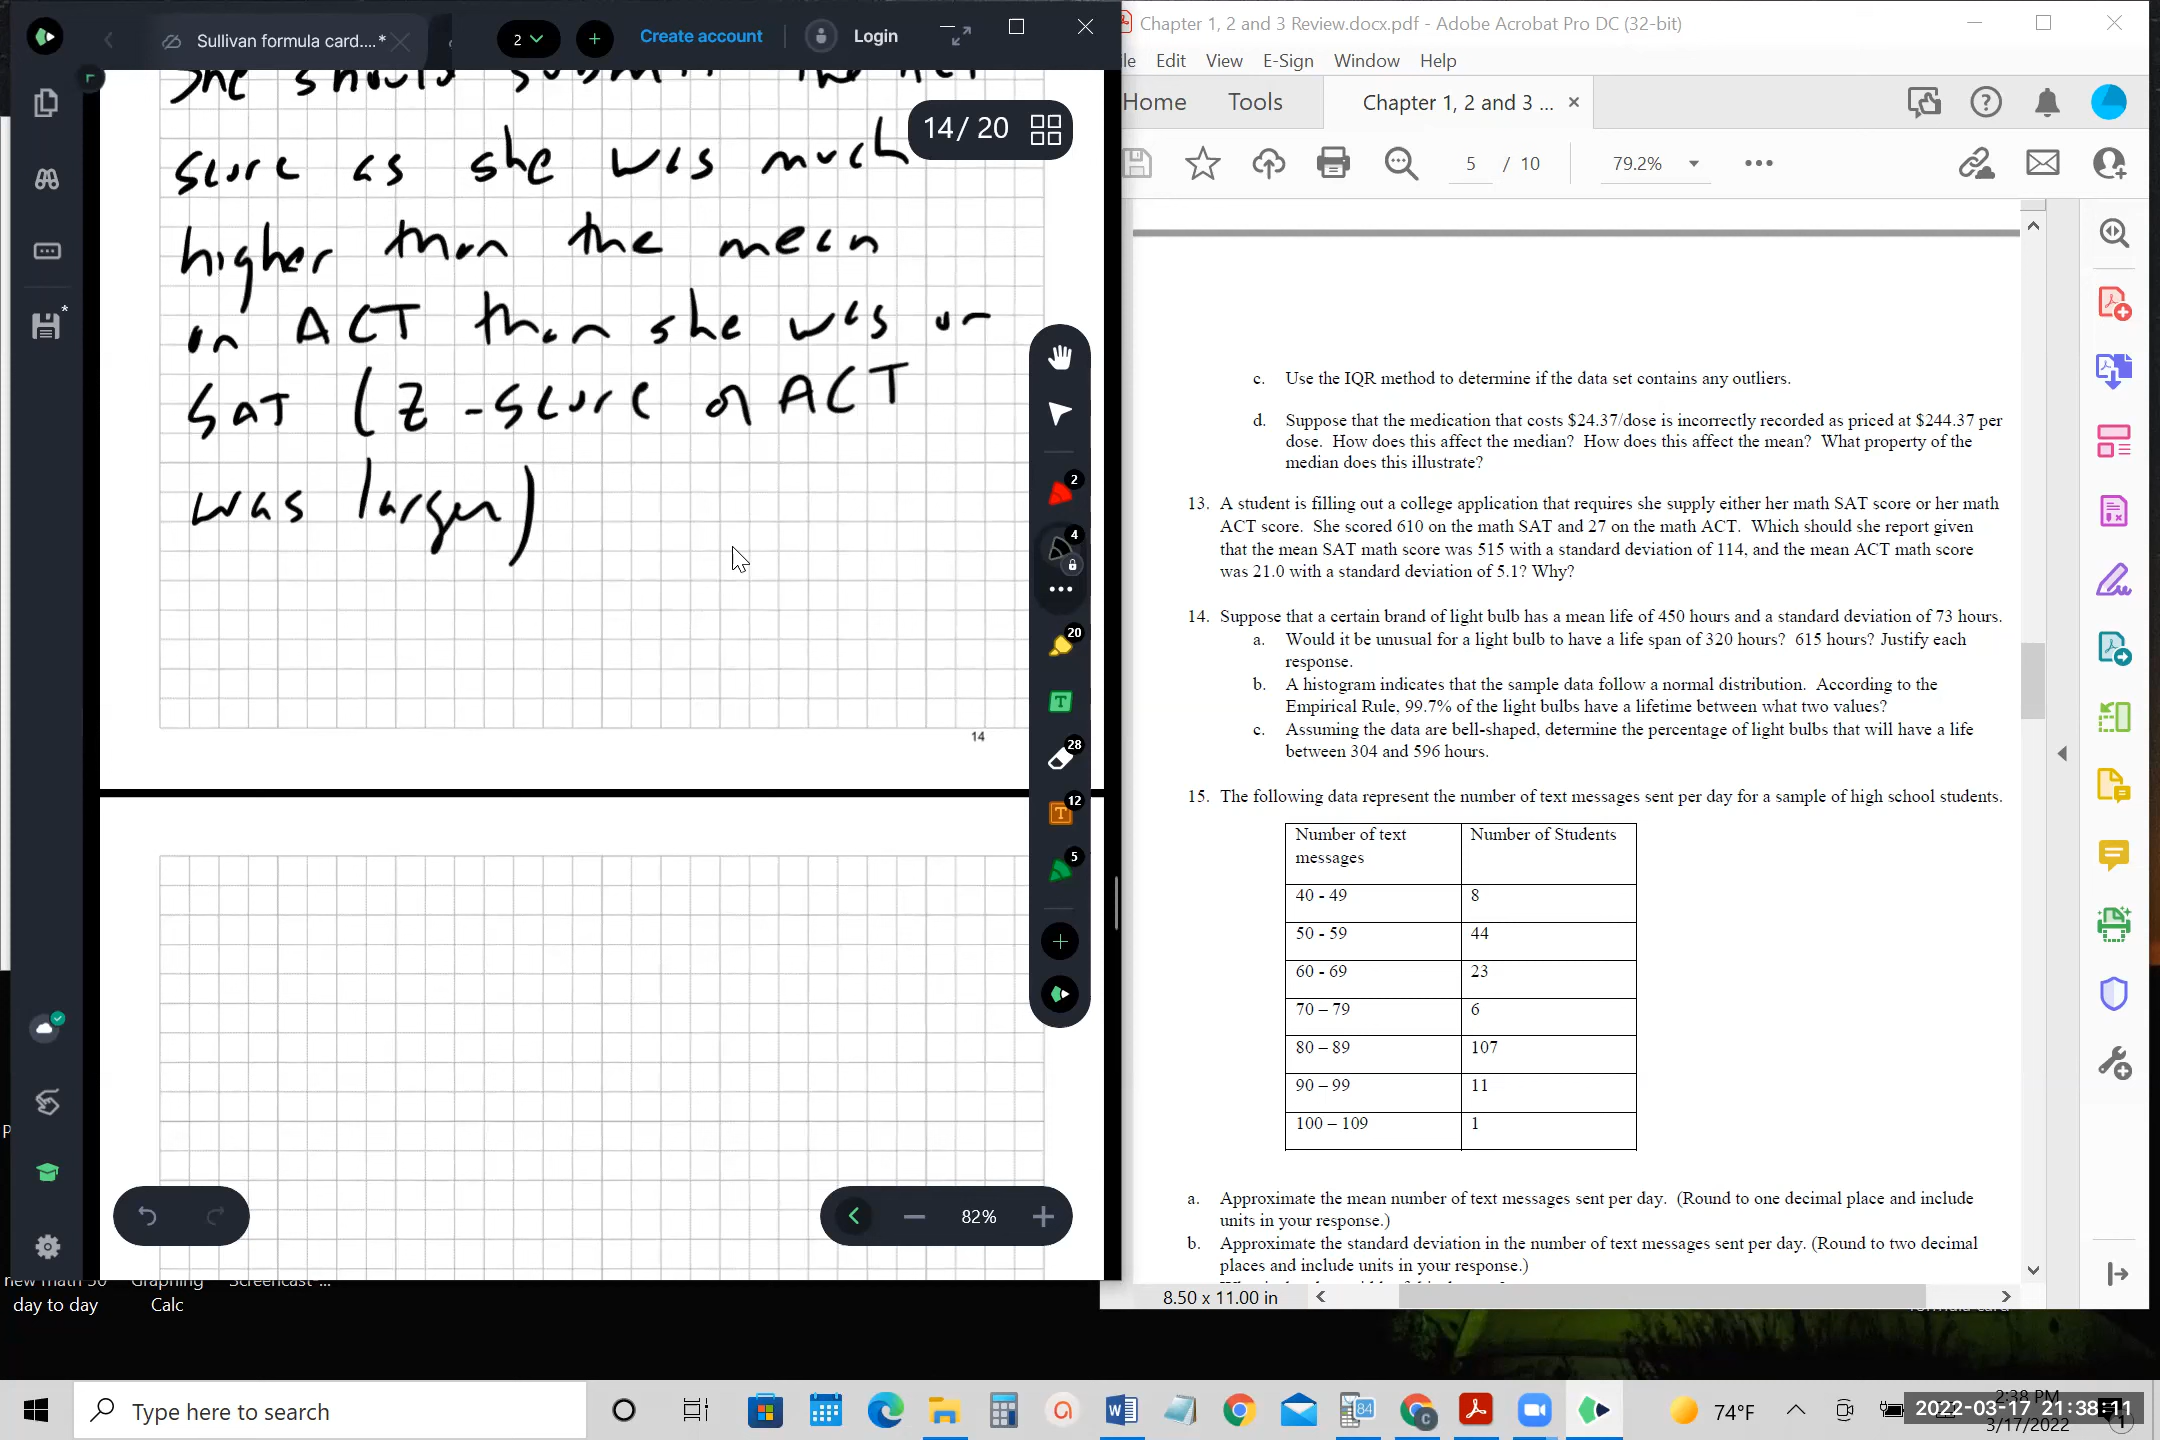 Sullivan formula card....*
2
Create account
Login
She should submit the ACT
14/ 20
score as she was much
higher than the mean
on ACT than she was on
SAT (Z-score of ACT
was larger)
14
2
4
20
28
12
5
82%
Chapter 1, 2 and 3 Review.docx.pdf - Adobe Acrobat Pro DC (32-bit)
le Edit View E-Sign Window Help
Home Tools Chapter 1, 2 and 3 ... ×
5 / 10 79.2%
c. Use the IQR method to determine if the data set contains any outliers.
d. Suppose that the medication that costs $24.37/dose is incorrectly recorded as priced at $244.37 per
dose. How does this affect the median? How does this affect the mean? What property of the
median does this illustrate?
13. A student is filling out a college application that requires she supply either her math SAT score or her math
ACT score. She scored 610 on the math SAT and 27 on the math ACT. Which should she report given
that the mean SAT math score was 515 with a standard deviation of 114, and the mean ACT math score
was 21.0 with a standard deviation of 5.1? Why?
14. Suppose that a certain brand of light bulb has a mean life of 450 hours and a standard deviation of 73 hours.
a. Would it be unusual for a light bulb to have a life span of 320 hours? 615 hours? Justify each
response.
b. A histogram indicates that the sample data follow a normal distribution. According to the
Empirical Rule, 99.7% of the light bulbs have a lifetime between what two values?
c. Assuming the data are bell-shaped, determine the percentage of light bulbs that will have a life
between 304 and 596 hours.
15. The following data represent the number of text messages sent per day for a sample of high school students.
Number of text Number of Students
messages
40 - 49 8
50 - 59 44
60 - 69 23
70 – 79 6
80 – 89 107
90 – 99 11
100 – 109 1
a. Approximate the mean number of text messages sent per day. (Round to one decimal place and include
units in your response.)
b. Approximate the standard deviation in the number of text messages sent per day. (Round to two decimal
places and include units in your response.)
8.50 x 11.00 in
day to day Calc
Type here to search
84
74°F
2:38 PM
2022-03-17 21:38:11
3/17/2022
1